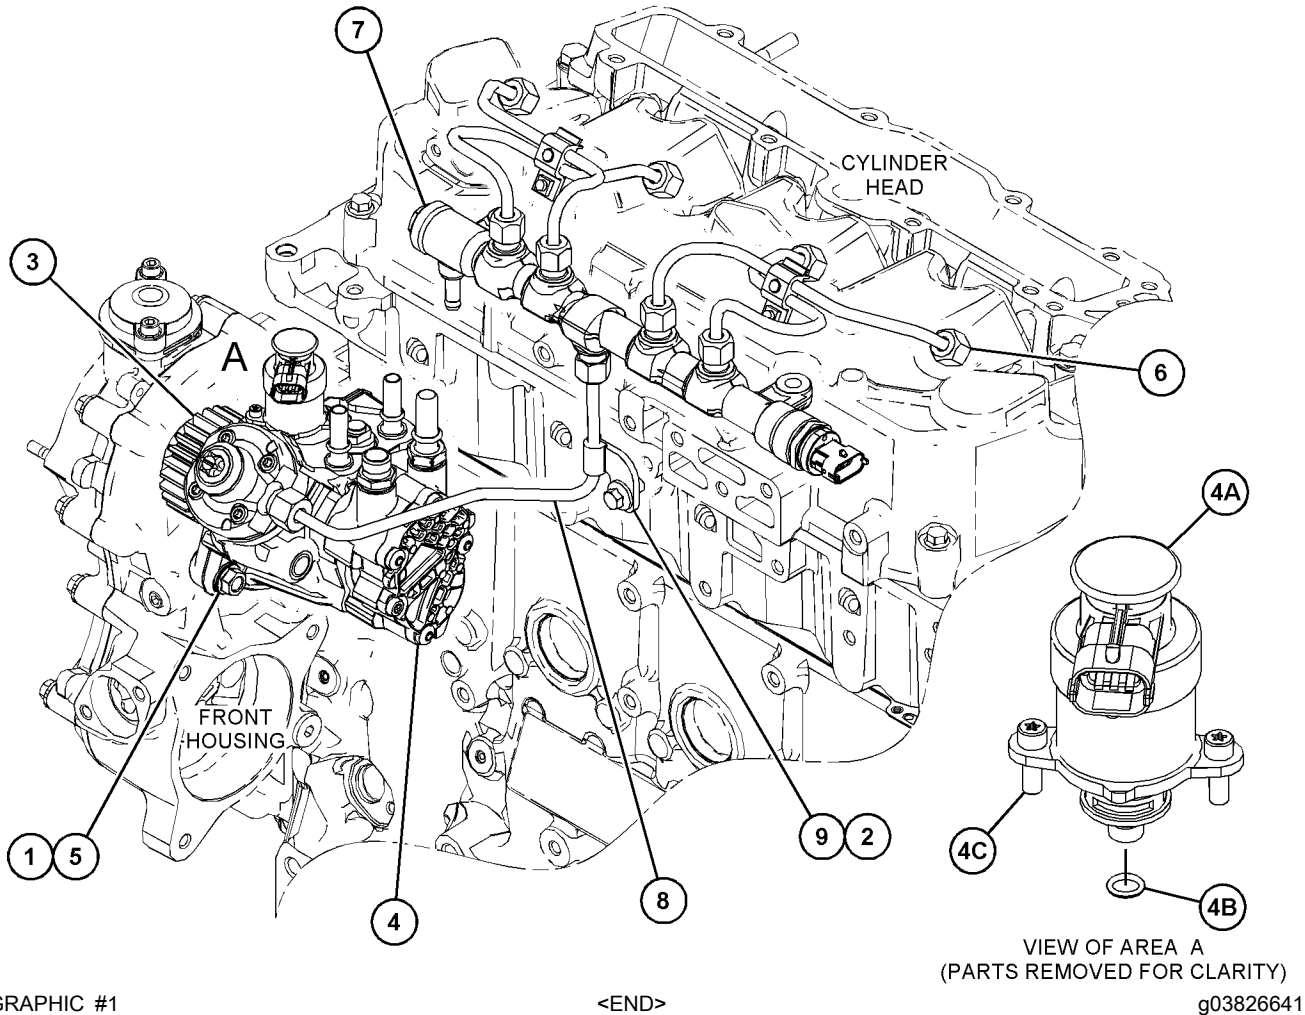 7
CYLINDER
HEAD
3
A
6
4A
FRONT
HOUSING
1 5
9 2
4C
8
4
4B
VIEW OF AREA A
(PARTS REMOVED FOR CLARITY)
GRAPHIC #1 <END> g03826641